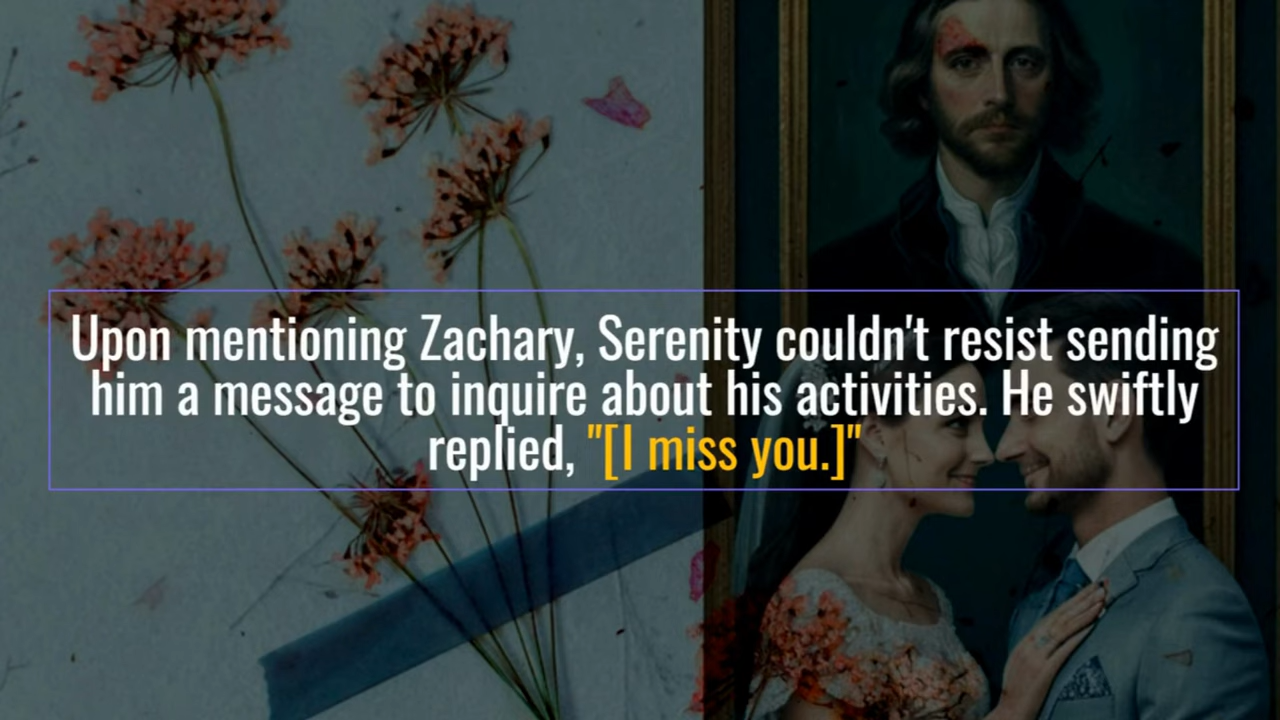 Upon mentioning Zachary, Serenity couldn't resist sending
him a message to inquire about his activities. He swiftly
replied, "[I miss you.]"